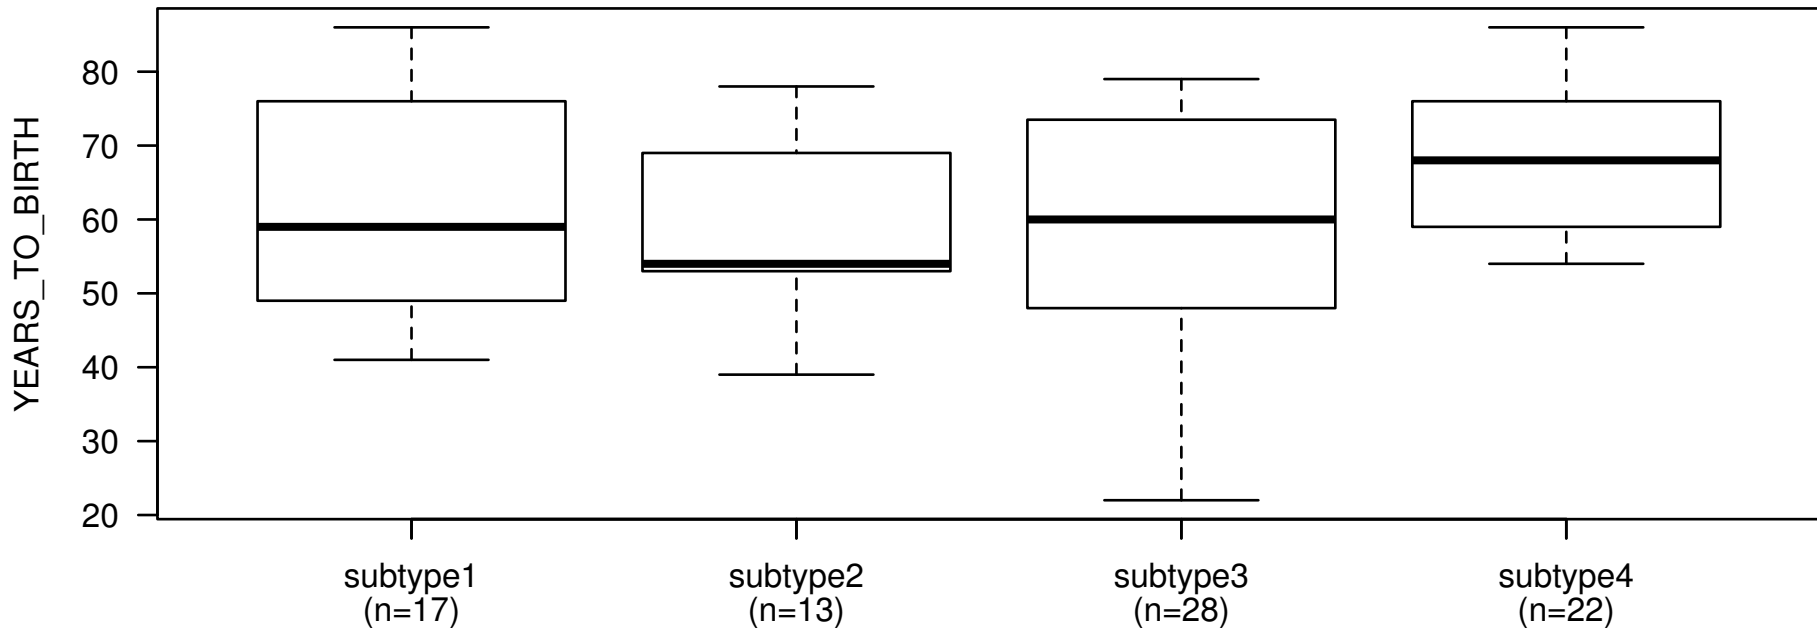 YEARS_TO_BIRTH
80
70
60
50
40
30
20
subtype1 subtype2 subtype3 subtype4
(n=17) (n=13) (n=28) (n=22)